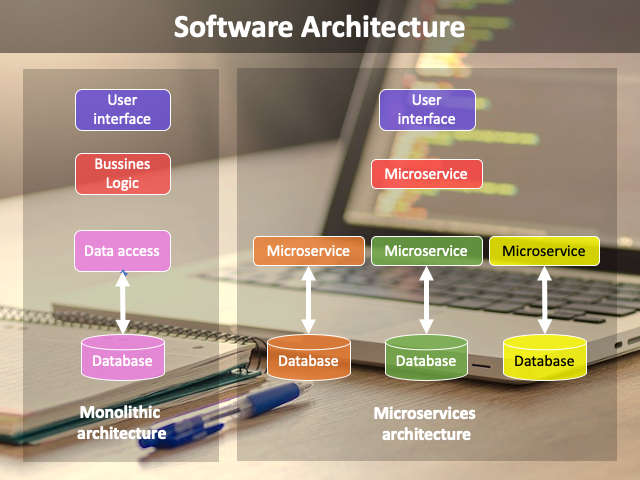 Software Architecture
User
interface
Bussines
Logic
Data access
Database
Monolithic
architecture
User
interface
Microservice
Microservice
Microservice
Microservice
Database
Database
Database
Microservices
architecture